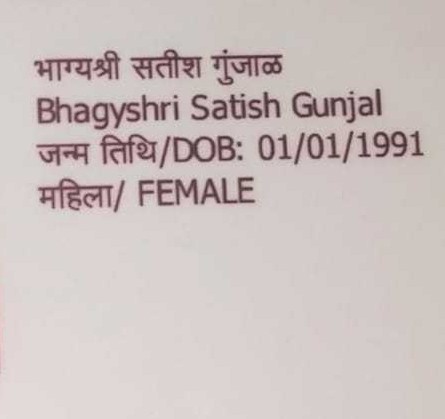 भाग्यश्री सतीश गुंजाळ
Bhagyshri Satish Gunjal
जन्म तिथि/DOB: 01/01/1991
महिला/ FEMALE